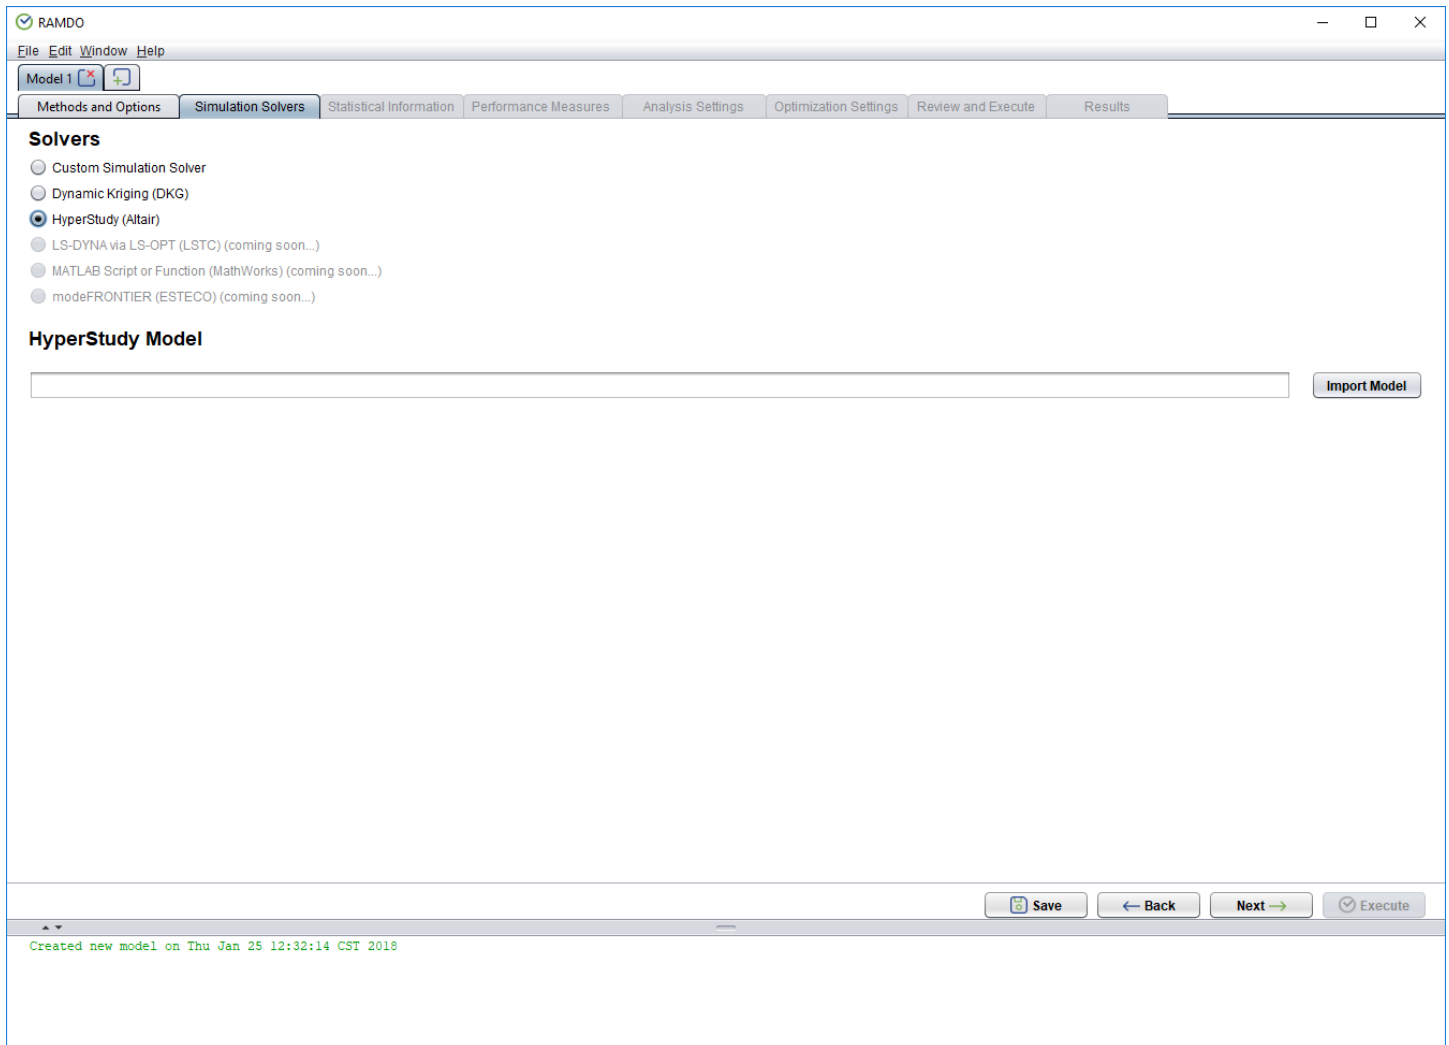 RAMDO
File Edit Window Help
Model 1
Methods and Options Simulation Solvers Statistical Information Performance Measures Analysis Settings Optimization Settings Review and Execute Results
Solvers
Custom Simulation Solver
Dynamic Kriging (DKG)
HyperStudy (Altair)
LS-DYNA via LS-OPT (LSTC) (coming soon...)
MATLAB Script or Function (MathWorks) (coming soon...)
modeFRONTIER (ESTECO) (coming soon...)
HyperStudy Model
Import Model
Save Back Next Execute
Created new model on Thu Jan 25 12:32:14 CST 2018